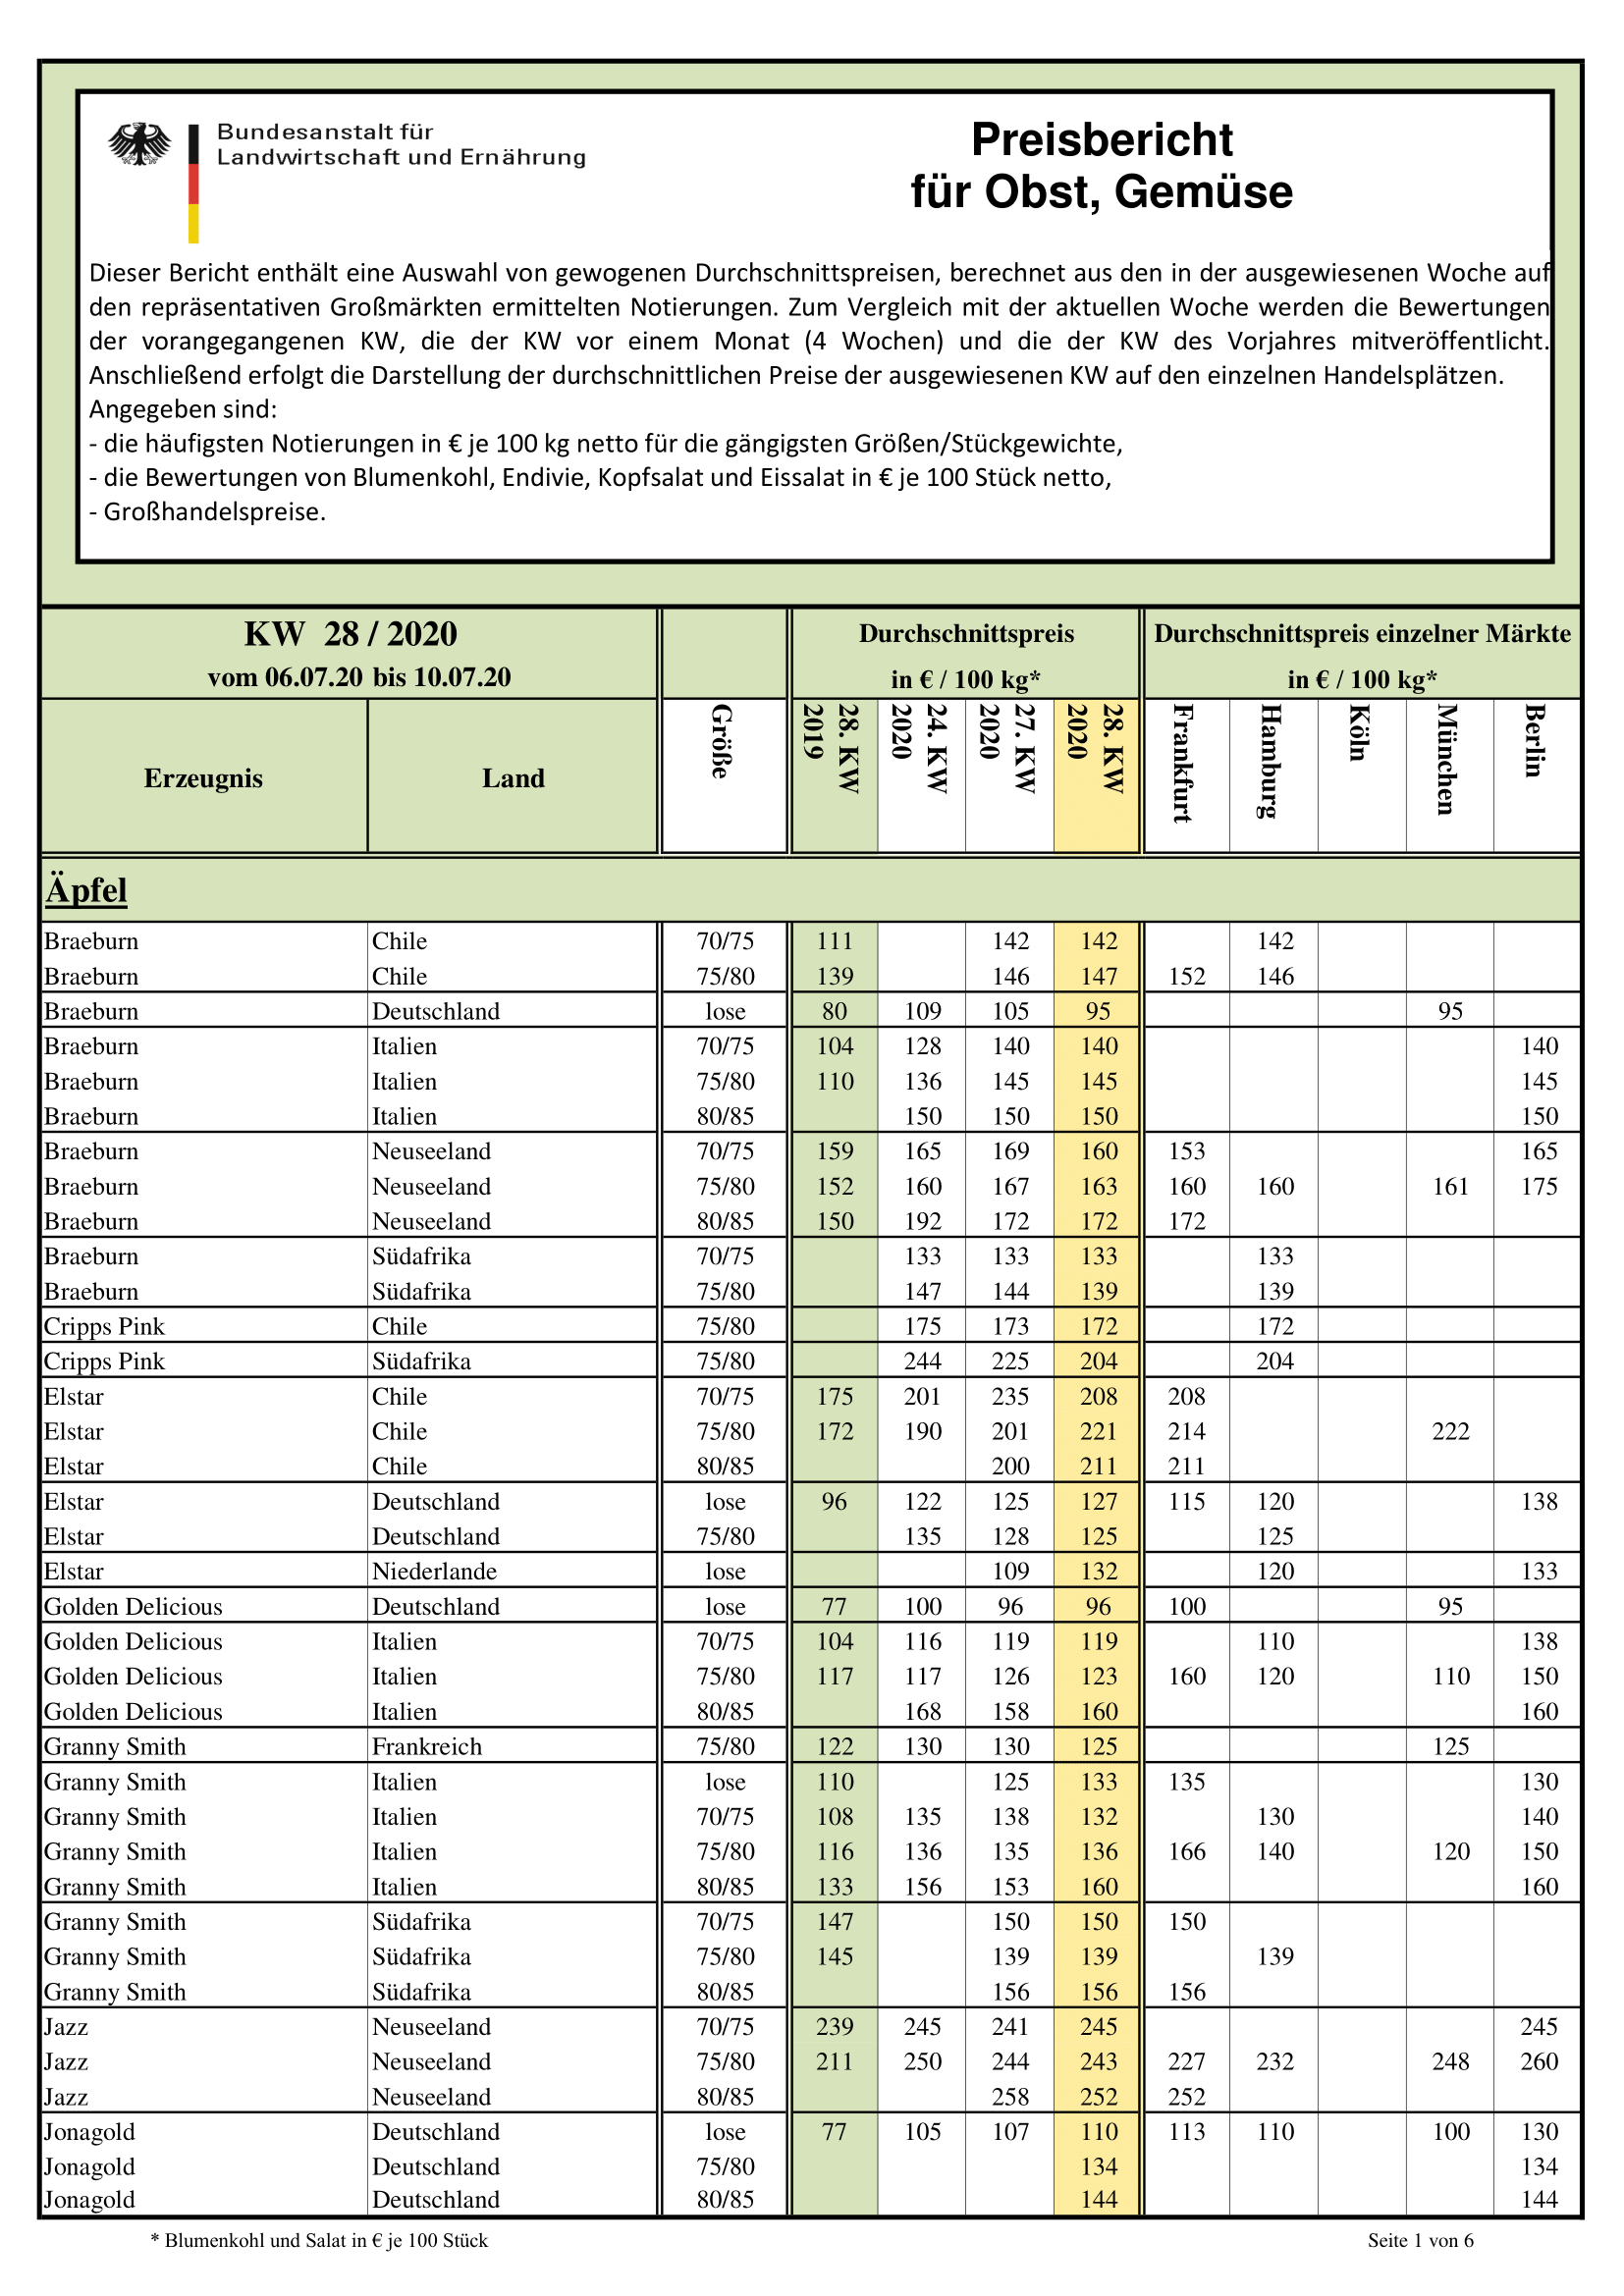 Bundesanstalt für
Landwirtschaft und Ernährung
Preisbericht
für Obst, Gemüse
Dieser Bericht enthält eine Auswahl von gewogenen Durchschnittspreisen, berechnet aus den in der ausgewiesenen Woche auf
den repräsentativen Großmärkten ermittelten Notierungen. Zum Vergleich mit der aktuellen Woche werden die Bewertungen
der vorangegangenen KW, die der KW vor einem Monat (4 Wochen) und die der KW des Vorjahres mitveröffentlicht.
Anschließend erfolgt die Darstellung der durchschnittlichen Preise der ausgewiesenen KW auf den einzelnen Handelsplätzen.
Angegeben sind:
- die häufigsten Notierungen in € je 100 kg netto für die gängigsten Größen/Stückgewichte,
- die Bewertungen von Blumenkohl, Endivie, Kopfsalat und Eissalat in € je 100 Stück netto,
- Großhandelspreise.
KW 28 / 2020 Durchschnittspreis Durchschnittspreis einzelner Märkte
vom 06.07.20 bis 10.07.20 in € / 100 kg* in € / 100 kg*
Erzeugnis Land Größe 28. KW 2019 24. KW 2020 27. KW 2020 28. KW 2020 Frankfurt Hamburg Köln München Berlin
Äpfel
Braeburn Chile 70/75 111 142 142 142
Braeburn Chile 75/80 139 146 147 152 146
Braeburn Deutschland lose 80 109 105 95 95
Braeburn Italien 70/75 104 128 140 140 140
Braeburn Italien 75/80 110 136 145 145 145
Braeburn Italien 80/85 150 150 150 150
Braeburn Neuseeland 70/75 159 165 169 160 153 165
Braeburn Neuseeland 75/80 152 160 167 163 160 160 161 175
Braeburn Neuseeland 80/85 150 192 172 172 172
Braeburn Südafrika 70/75 133 133 133 133
Braeburn Südafrika 75/80 147 144 139 139
Cripps Pink Chile 75/80 175 173 172 172
Cripps Pink Südafrika 75/80 244 225 204 204
Elstar Chile 70/75 175 201 235 208 208
Elstar Chile 75/80 172 190 201 221 214 222
Elstar Chile 80/85 200 211 211
Elstar Deutschland lose 96 122 125 127 115 120 138
Elstar Deutschland 75/80 135 128 125 125
Elstar Niederlande lose 109 132 120 133
Golden Delicious Deutschland lose 77 100 96 96 100 95
Golden Delicious Italien 70/75 104 116 119 119 110 138
Golden Delicious Italien 75/80 117 117 126 123 160 120 110 150
Golden Delicious Italien 80/85 168 158 160 160
Granny Smith Frankreich 75/80 122 130 130 125 125
Granny Smith Italien lose 110 125 133 135 130
Granny Smith Italien 70/75 108 135 138 132 130 140
Granny Smith Italien 75/80 116 136 135 136 166 140 120 150
Granny Smith Italien 80/85 133 156 153 160 160
Granny Smith Südafrika 70/75 147 150 150 150
Granny Smith Südafrika 75/80 145 139 139 139
Granny Smith Südafrika 80/85 156 156 156
Jazz Neuseeland 70/75 239 245 241 245 245
Jazz Neuseeland 75/80 211 250 244 243 227 232 248 260
Jazz Neuseeland 80/85 258 252 252
Jonagold Deutschland lose 77 105 107 110 113 110 100 130
Jonagold Deutschland 75/80 134 134
Jonagold Deutschland 80/85 144 144
* Blumenkohl und Salat in € je 100 Stück Seite 1 von 6